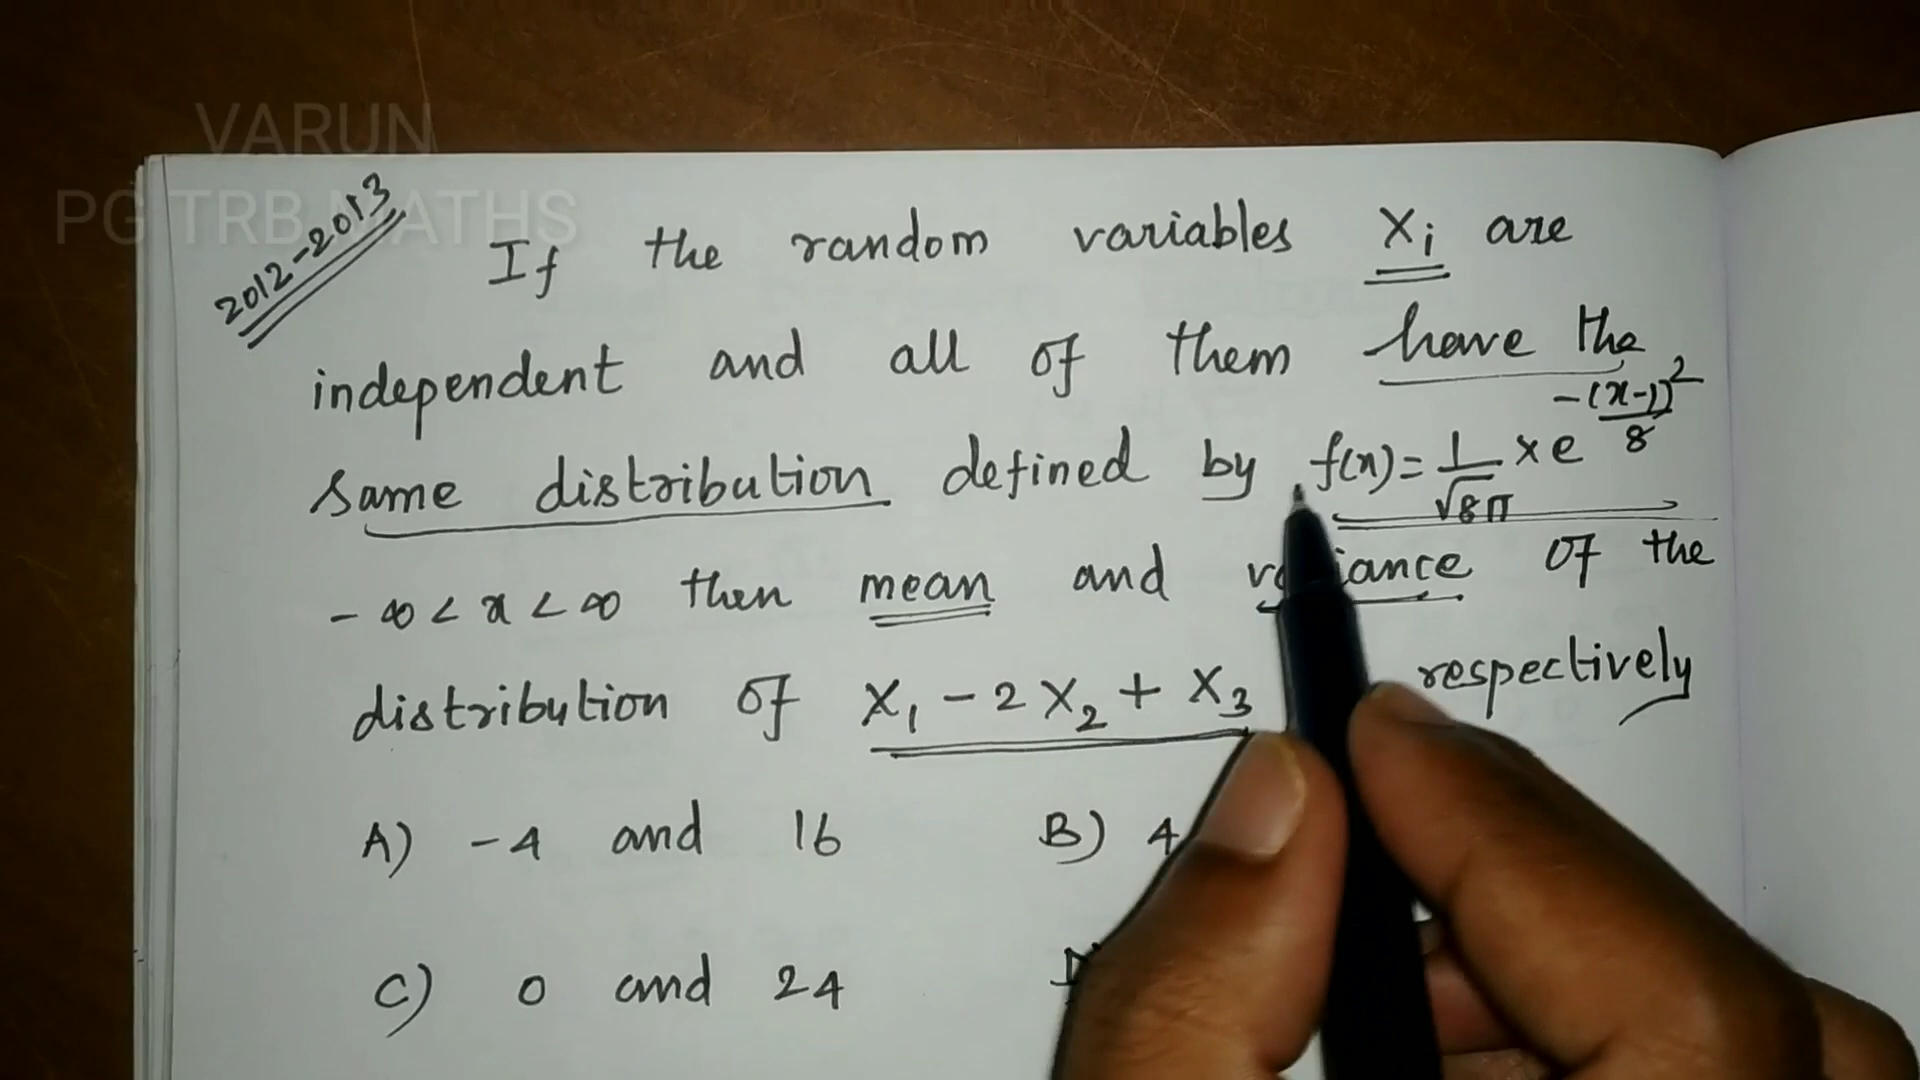 VARUN
PG TRB MATHS
2012-2013
If the random variables Xi are
independent and all of them have the
same distribution defined by f(x) = 1/√8π × e^-(x-1)²/8
-∞ < x < ∞ then mean and variance of the
distribution of X₁ - 2X₂ + X₃ respectively
A) -4 and 16 B) 4
C) 0 and 24